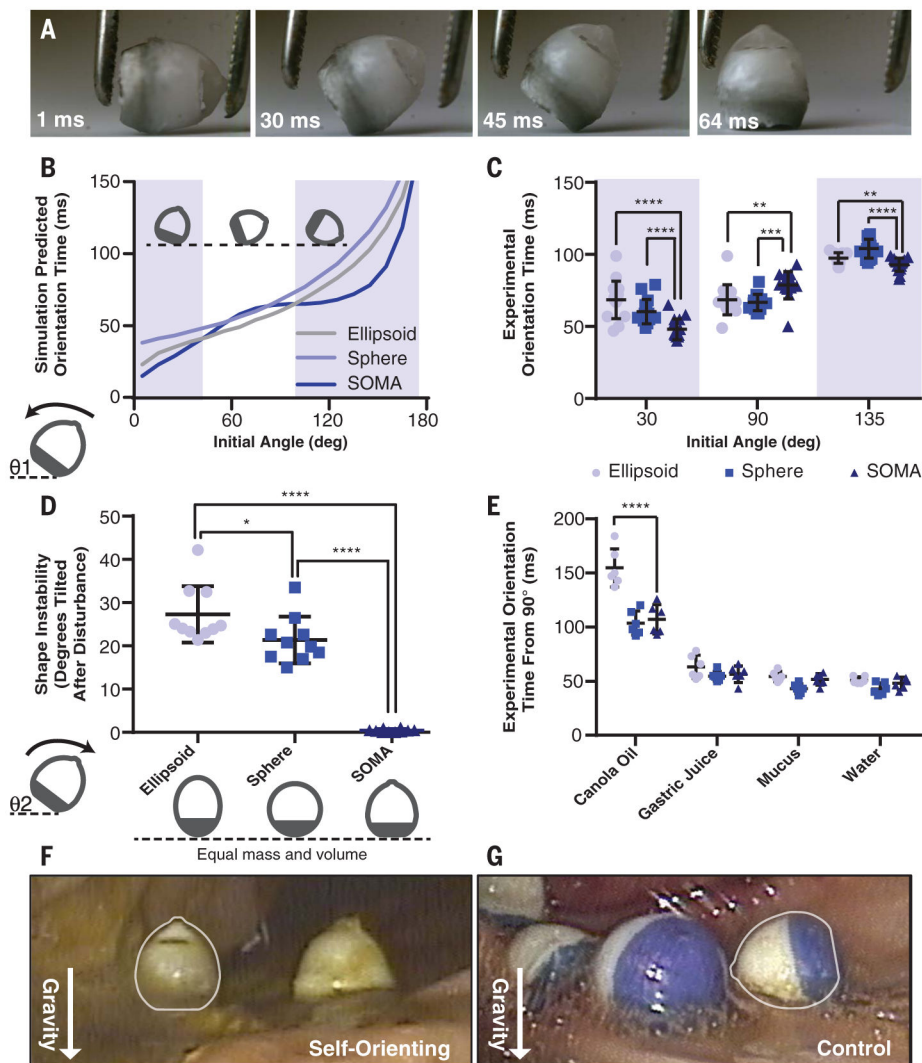 A
1 ms
30 ms
45 ms
64 ms
B
Simulation Predicted
Orientation Time (ms)
150
100
50
0
Ellipsoid
Sphere
SOMA
0
60
120
180
Initial Angle (deg)
θ1
C
Experimental
Orientation Time (ms)
150
100
50
0
****
****
**
***
**
****
30
90
135
Initial Angle (deg)
Ellipsoid
Sphere
SOMA
D
Shape Instability
(Degrees Tilted
After Disturbance)
50
40
30
20
10
0
****
*
****
Ellipsoid
Sphere
SOMA
θ2
Equal mass and volume
E
Experimental Orientation
Time From 90° (ms)
200
150
100
50
0
****
Canola Oil
Gastric Juice
Mucus
Water
F
Gravity
Self-Orienting
G
Gravity
Control